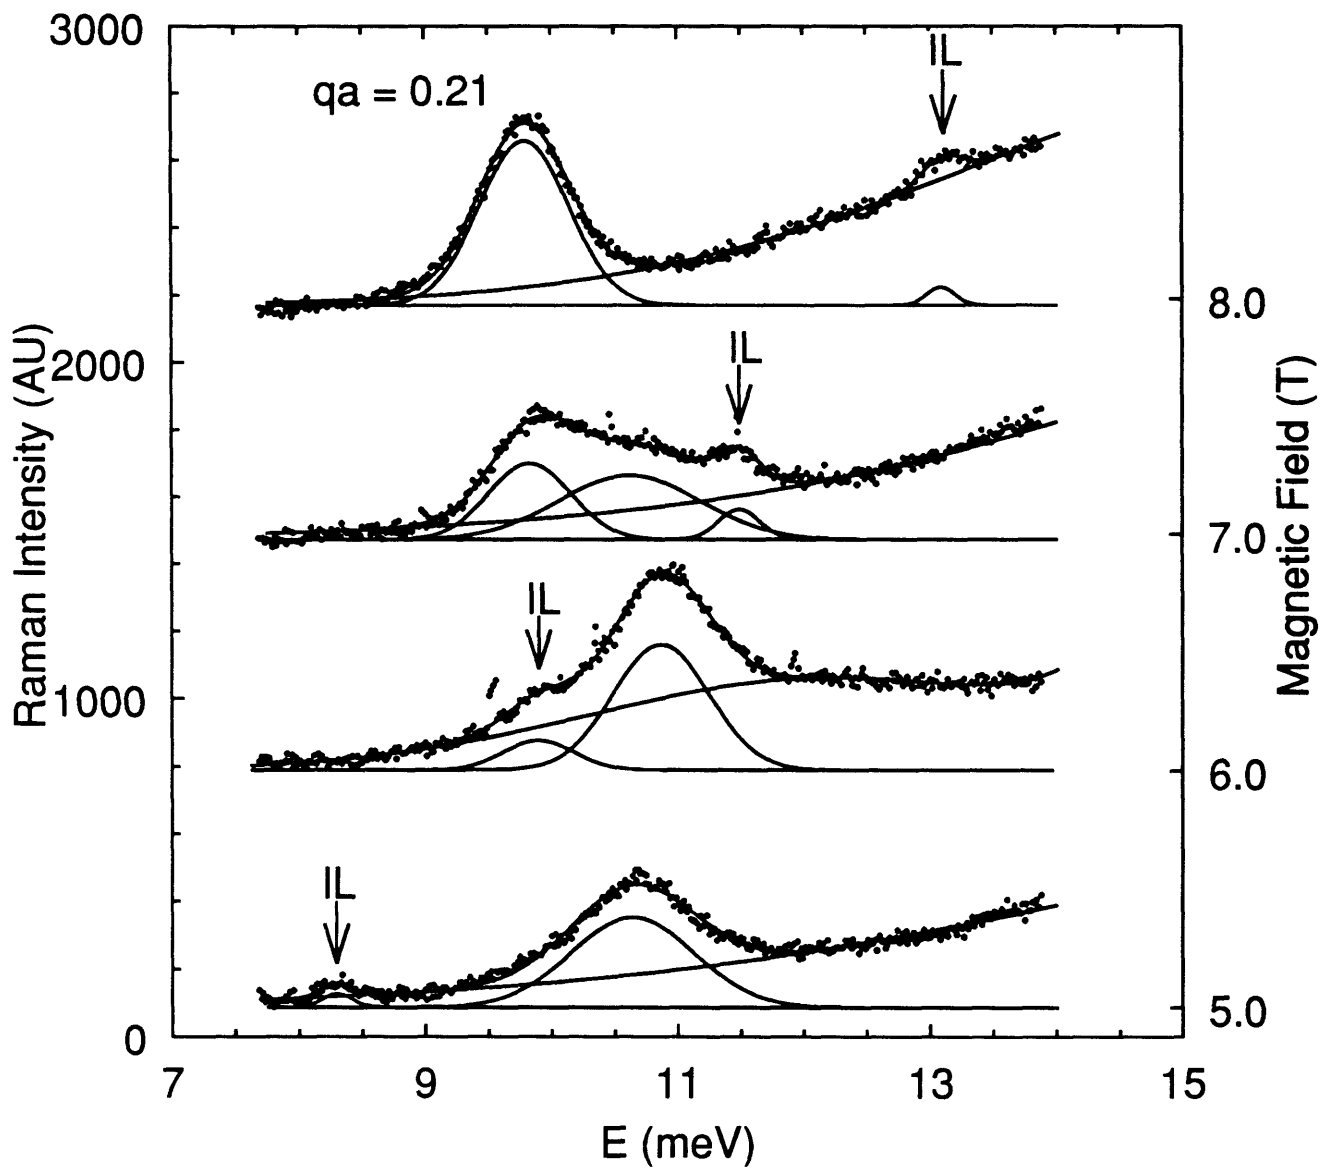 3000
IL
qa = 0.21
8.0
IL
2000
7.0
IL
1000
6.0
IL
5.0
0
7 9 11 13 15
E (meV)
Raman Intensity (AU)
Magnetic Field (T)